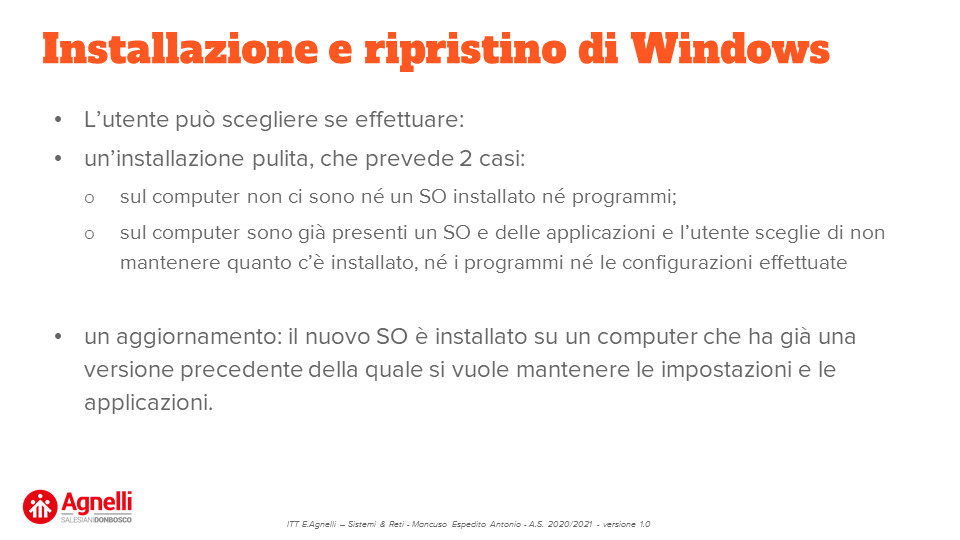 Installazione e ripristino di Windows
• L’utente può scegliere se effettuare:
• un’installazione pulita, che prevede 2 casi:
o sul computer non ci sono né un SO installato né programmi;
o sul computer sono già presenti un SO e delle applicazioni e l’utente sceglie di non
mantenere quanto c’è installato, né i programmi né le configurazioni effettuate
• un aggiornamento: il nuovo SO è installato su un computer che ha già una
versione precedente della quale si vuole mantenere le impostazioni e le
applicazioni.
Agnelli
SALESIANI DONBOSCO
ITT E.Agnelli – Sistemi & Reti - Mancuso Espedito Antonio - A.S. 2020/2021 - versione 1.0